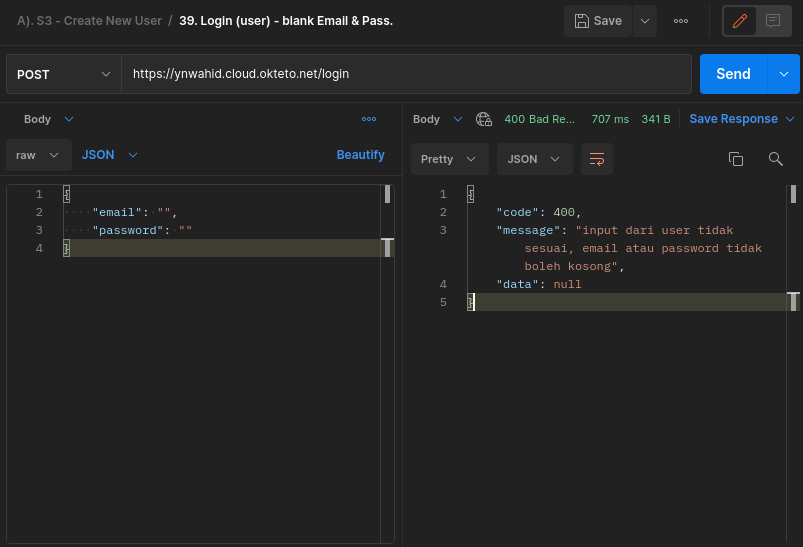 A). S3 - Create New User / 39. Login (user) - blank Email & Pass.
Save
POST
https://ynwahid.cloud.okteto.net/login
Send
Body
raw
JSON
Beautify
1 {
2 "email": "",
3 "password": ""
4 }
Body
400 Bad Re... 707 ms 341 B
Save Response
Pretty
JSON
1 {
2 "code": 400,
3 "message": "input dari user tidak
sesuai, email atau password tidak
boleh kosong",
4 "data": null
5 }